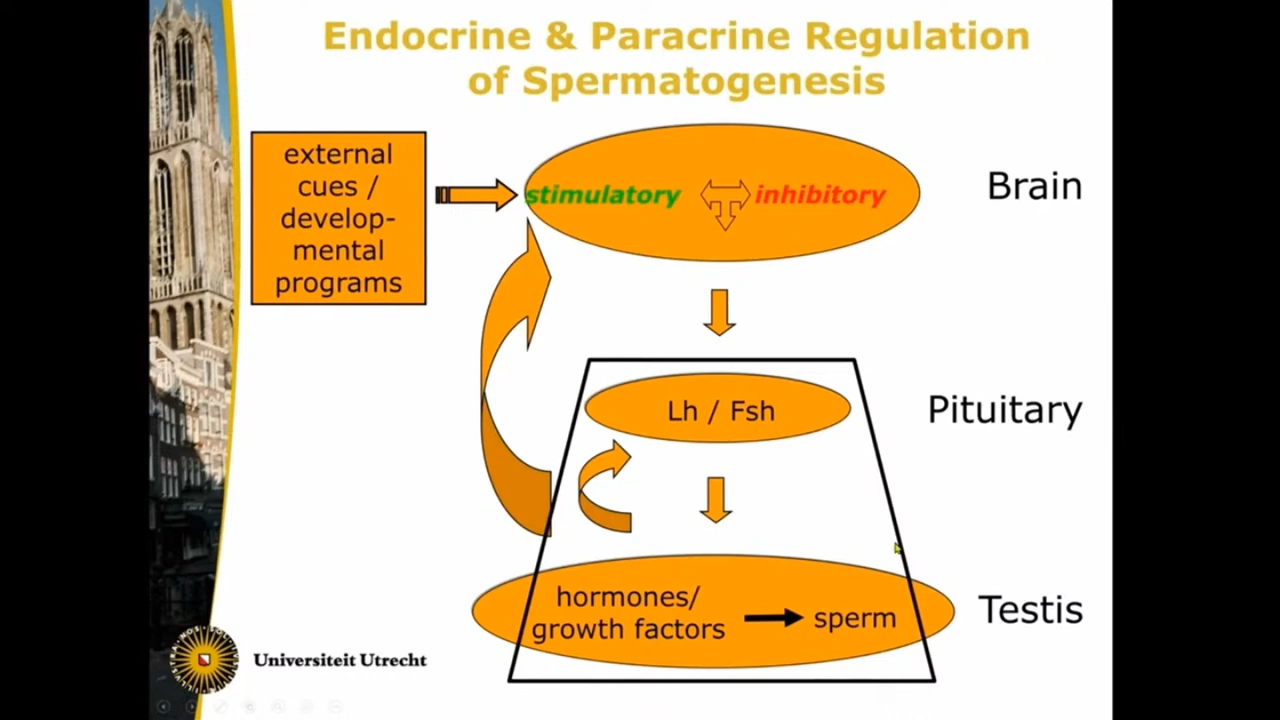 Endocrine & Paracrine Regulation
of Spermatogenesis
external
cues /
develop-
mental
programs
stimulatory
inhibitory
Brain
Lh / Fsh
Pituitary
hormones/
growth factors
sperm
Testis
Universiteit Utrecht